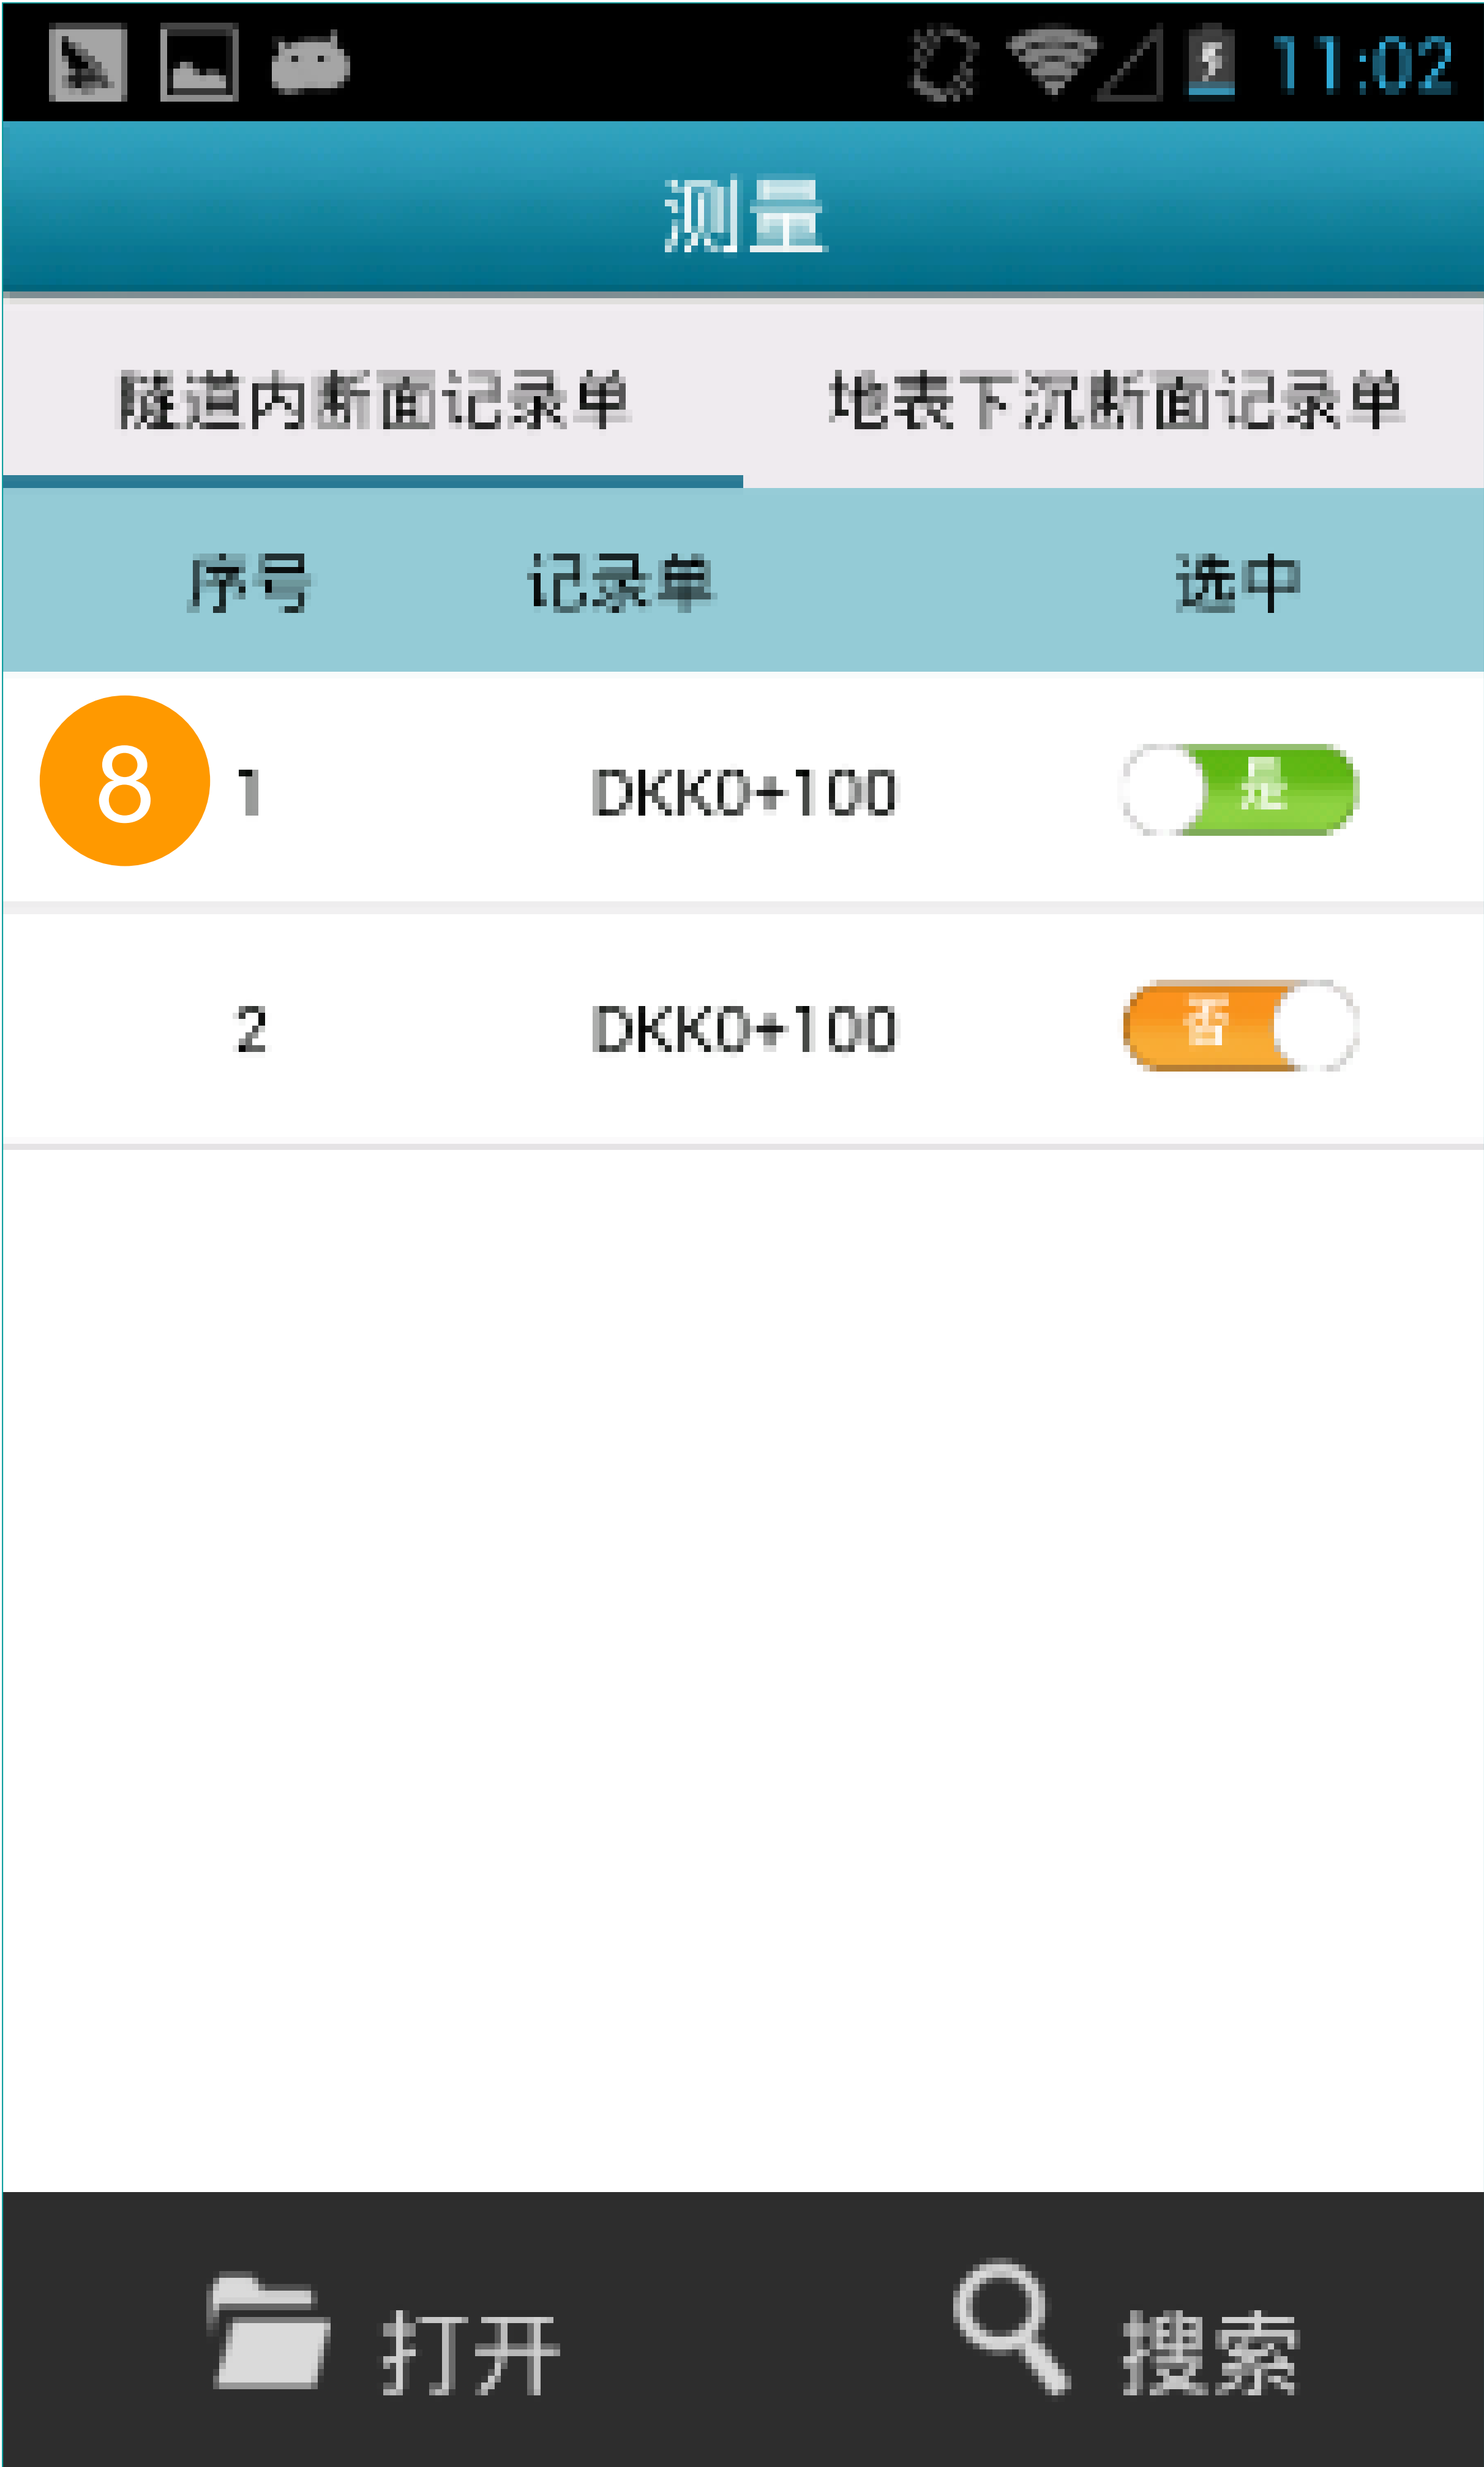 11:02
测量
隧道内断面记录单 地表下沉断面记录单
序号 记录单 选中
8 1 DKK0+100 是
2 DKK0+100 否
打开 搜索